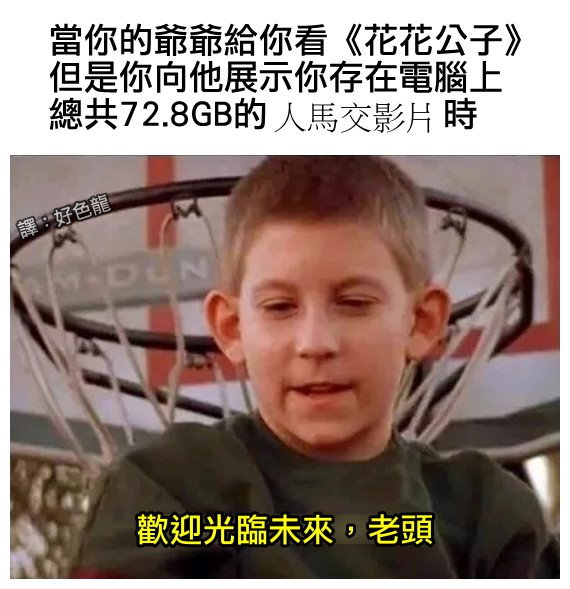 當你的爺爺給你看《花花公子》
但是你向他展示你存在電腦上
總共72.8GB的人馬交影片時
譯：好色龍
AM-DUNK
歡迎光臨未來，老頭